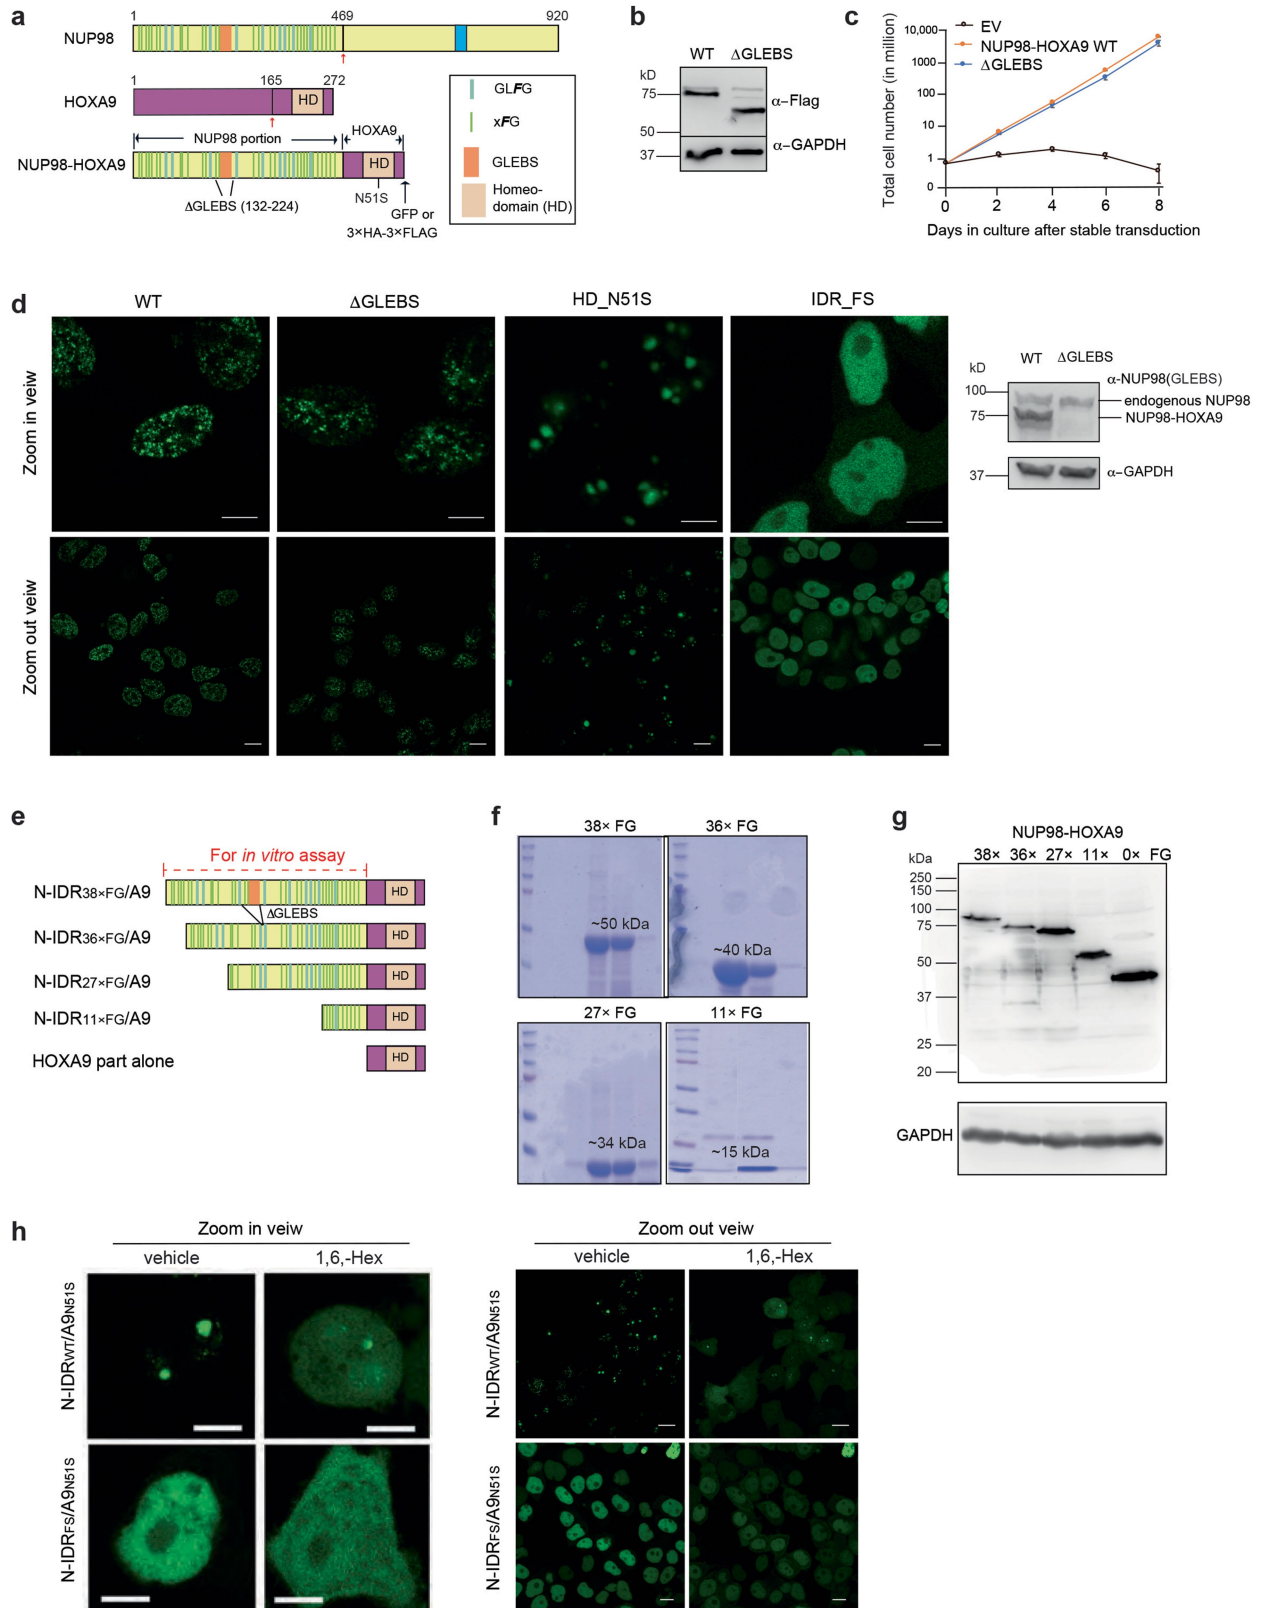 a
1 469 920
NUP98
1 165 272
HOXA9 HD
NUP98 portion HOXA9
NUP98-HOXA9 HD
N51S
ΔGLEBS (132-224)
GFP or
3×HA-3×FLAG
GLFG
xFG
GLEBS
Homeo-
domain (HD)
b
WT ΔGLEBS
kD
75
50
37
α-Flag
α-GAPDH
c
EV
NUP98-HOXA9 WT
ΔGLEBS
Total cell number (in million)
10,000
1000
100
10
1
0
0 2 4 6 8
Days in culture after stable transduction
d
WT ΔGLEBS HD_N51S IDR_FS
Zoom in veiw
Zoom out veiw
WT ΔGLEBS
kD
100
75
37
α-NUP98(GLEBS)
endogenous NUP98
NUP98-HOXA9
α-GAPDH
e
For in vitro assay
N-IDR38×FG/A9 HD
ΔGLEBS
N-IDR36×FG/A9 HD
N-IDR27×FG/A9 HD
N-IDR11×FG/A9 HD
HOXA9 part alone HD
f
38× FG 36× FG
~50 kDa
~40 kDa
27× FG 11× FG
~34 kDa
~15 kDa
g
NUP98-HOXA9
kDa 38× 36× 27× 11× 0× FG
250
150
100
75
50
37
25
20
GAPDH
h
Zoom in veiw Zoom out veiw
vehicle 1,6,-Hex vehicle 1,6,-Hex
N-IDRWT/A9N51S
N-IDRFS/A9N51S
N-IDRWT/A9N51S
N-IDRFS/A9N51S